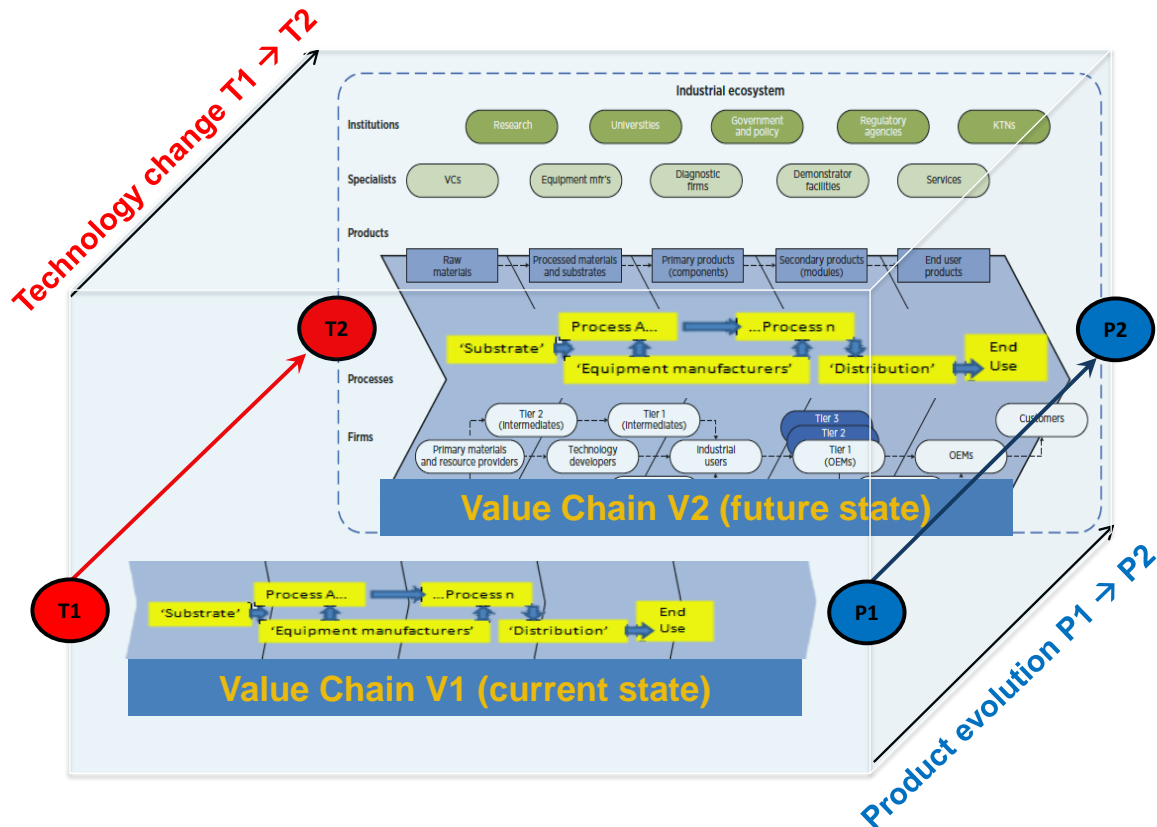 Technology change T1 → T2
Industrial ecosystem
Institutions
Research
Universities
Government
and policy
Regulatory
agencies
KTNs
Specialists
VCs
Equipment mfr's
Diagnostic
firms
Demonstrator
facilities
Services
Products
Raw
materials
Processed materials
and substrates
Primary products
(components)
Secondary products
(modules)
End user
products
T2
P2
Process A...
...Process n
'Substrate'
'Equipment manufacturers'
'Distribution'
End
Use
Processes
Firms
Tier 2
(Intermediates)
Tier 1
(Intermediates)
Tier 3
Tier 2
Tier 1
(OEMs)
Customers
Primary materials
and resource providers
Technology
developers
Industrial
users
OEMs
Value Chain V2 (future state)
T1
P1
Process A...
...Process n
'Substrate'
'Equipment manufacturers'
'Distribution'
End
Use
Value Chain V1 (current state)
Product evolution P1 → P2